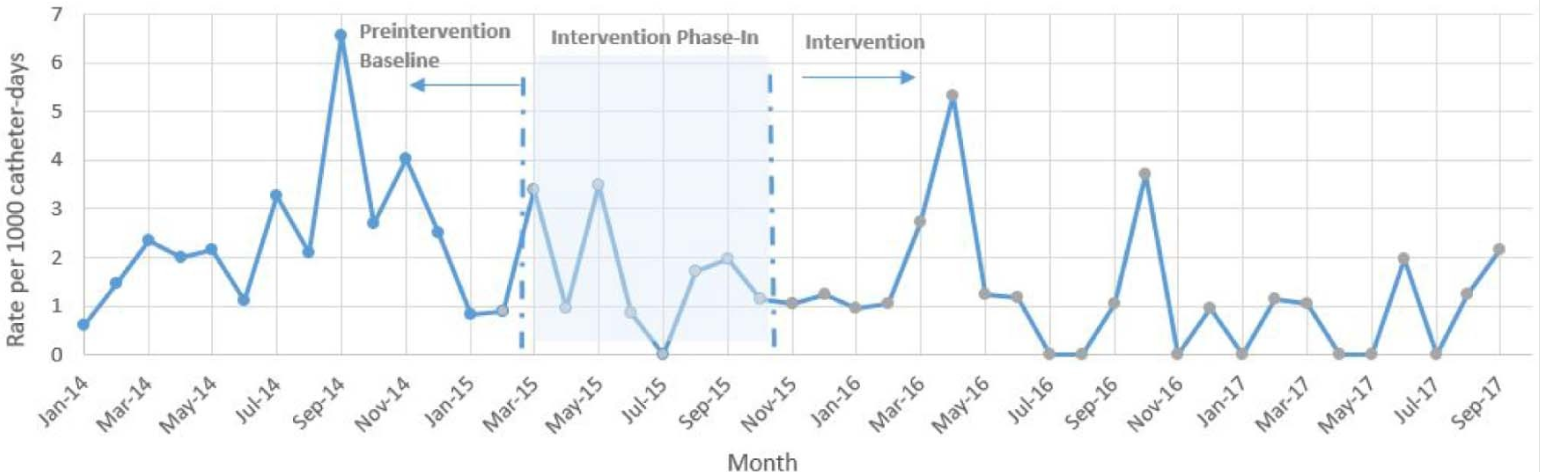 7
6
5
4
3
2
1
0
Rate per 1000 catheter-days
Preintervention
Baseline
Intervention Phase-In
Intervention
Jan-14
Mar-14
May-14
Jul-14
Sep-14
Nov-14
Jan-15
Mar-15
May-15
Jul-15
Sep-15
Nov-15
Jan-16
Mar-16
May-16
Jul-16
Sep-16
Nov-16
Jan-17
Mar-17
May-17
Jul-17
Sep-17
Month